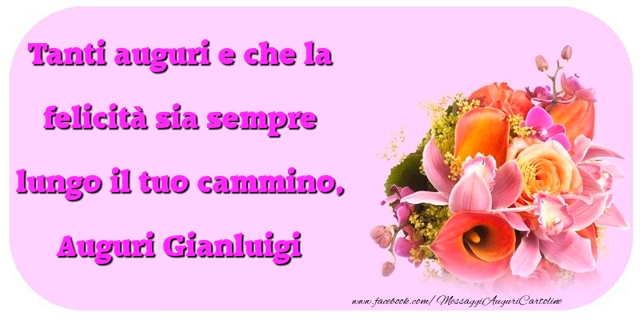 Tanti auguri e che la
felicità sia sempre
lungo il tuo cammino,
Auguri Gianluigi
www.facebook.com/MessaggiAuguriCartoline